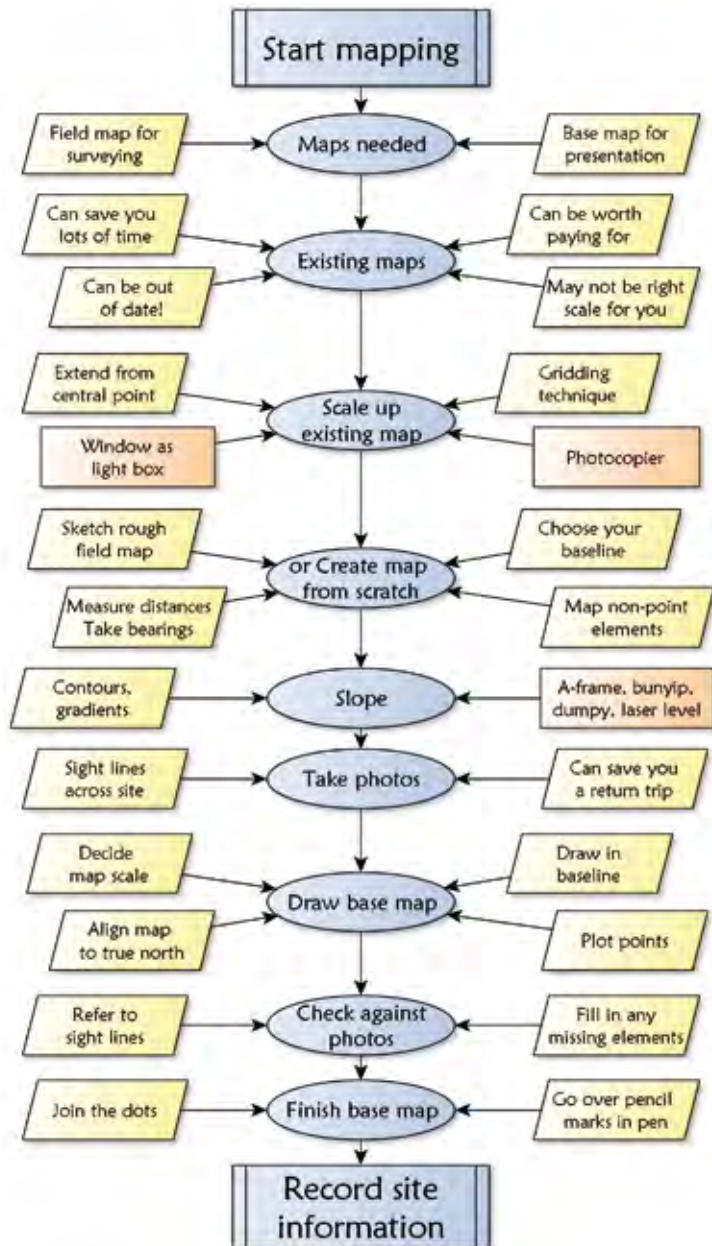 Start mapping
Field map for
surveying
Maps needed
Base map for
presentation
Can save you
lots of time
Can be worth
paying for
Existing maps
Can be out
of date!
May not be right
scale for you
Extend from
central point
Gridding
technique
Scale up
existing map
Window as
light box
Photocopier
Sketch rough
field map
Choose your
baseline
or Create map
from scratch
Measure distances
Take bearings
Map non-point
elements
Contours,
gradients
Slope
A-frame, bunyip,
dumpy, laser level
Sight lines
across site
Take photos
Can save you
a return trip
Decide
map scale
Draw in
baseline
Draw base map
Align map
to true north
Plot points
Refer to
sight lines
Check against
photos
Fill in any
missing elements
Join the dots
Finish base map
Go over pencil
marks in pen
Record site
information